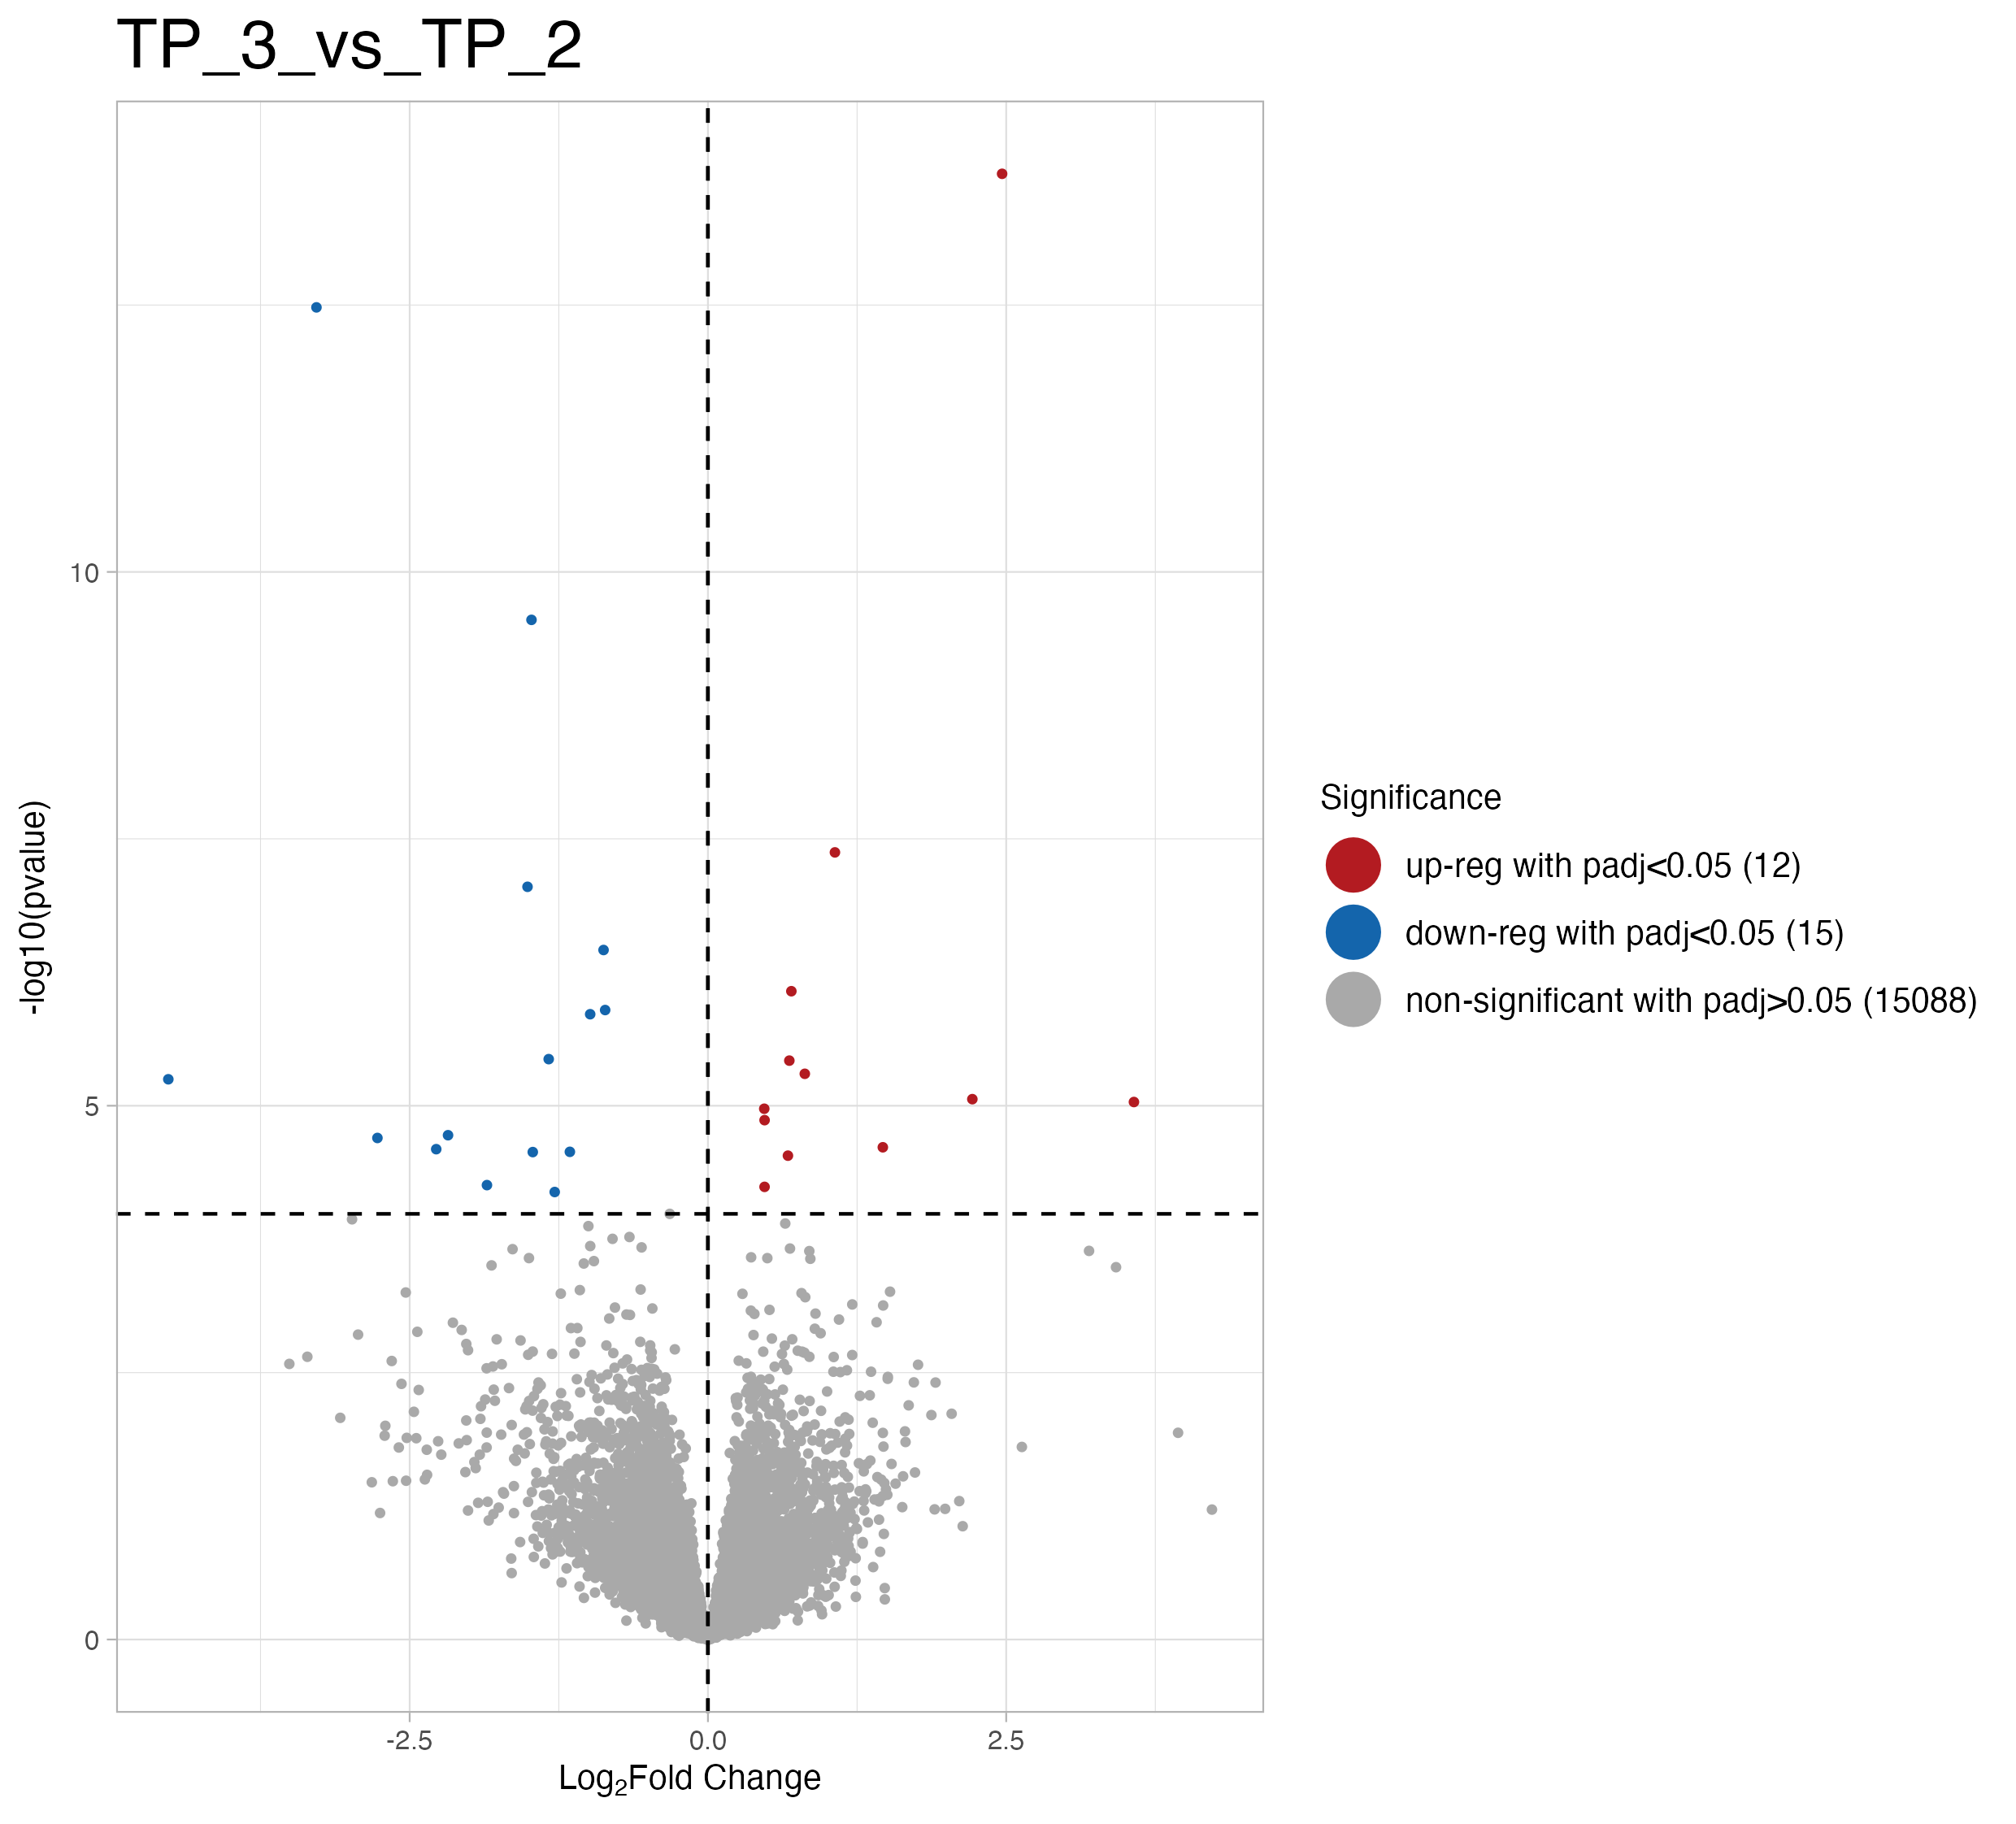 TP_3_vs_TP_2
-log10(pvalue)
10
5
0
-2.5
0.0
2.5
Log₂Fold Change
Significance
up-reg with padj<0.05 (12)
down-reg with padj<0.05 (15)
non-significant with padj>0.05 (15088)